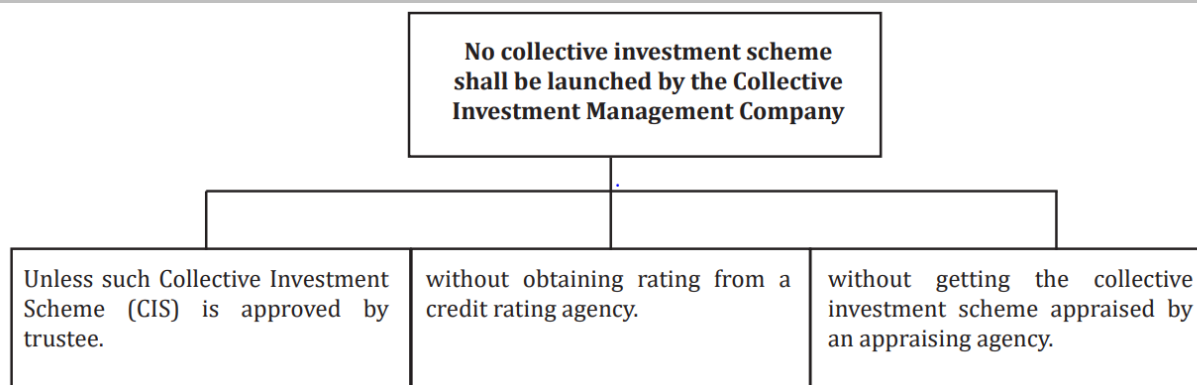 No collective investment scheme
shall be launched by the Collective
Investment Management Company
Unless such Collective Investment
Scheme (CIS) is approved by
trustee.
without obtaining rating from a
credit rating agency.
without getting the collective
investment scheme appraised by
an appraising agency.